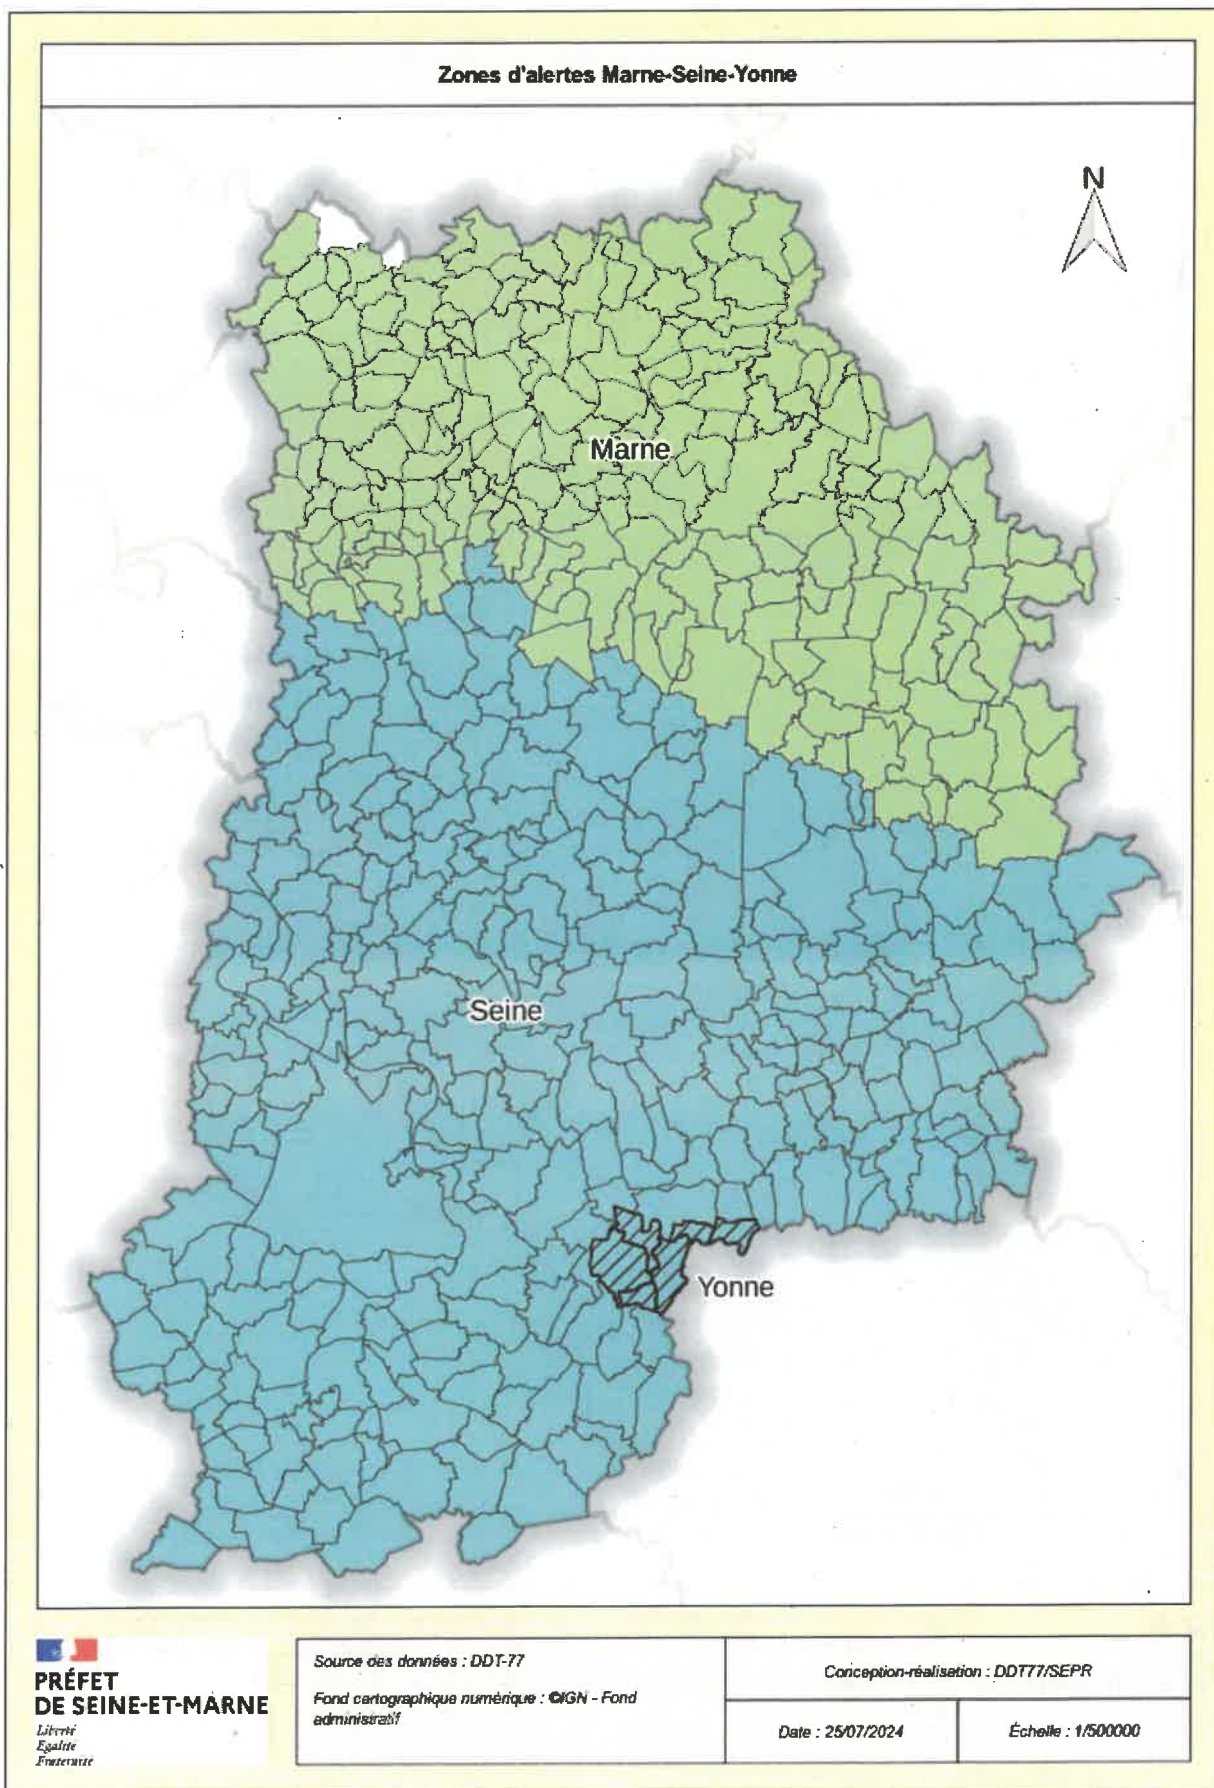 Zones d'alertes Marne-Seine-Yonne
N
Marne
Seine
Yonne
PRÉFET
DE SEINE-ET-MARNE
Liberté
Égalité
Fraternité
Source des données : DDT-77
Fond cartographique numérique : ©IGN - Fond
administratif
Conception-réalisation : DDT77/SEPR
Date : 25/07/2024
Échelle : 1/500000